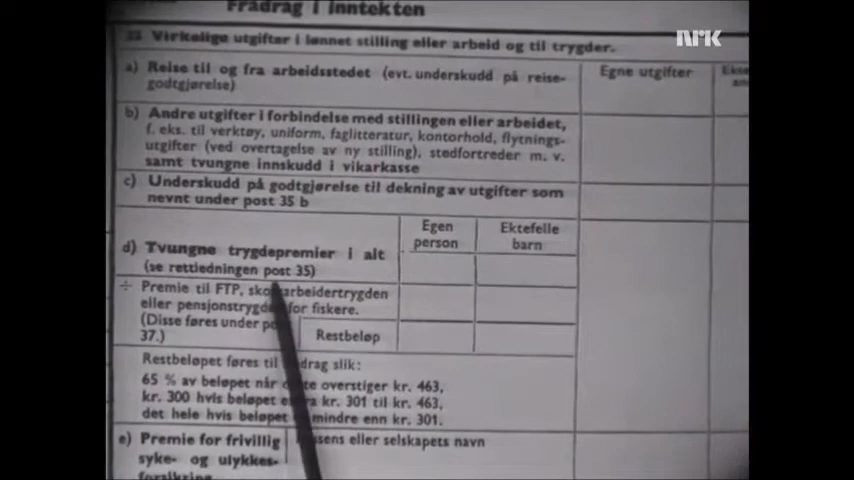 Fradrag i inntekten
NRK
35 Virkelige utgifter i lønnet stilling eller arbeid og til trygder.
a) Reise til og fra arbeidsstedet (evt. underskudd på reise-
godtgjørelse)
Egne utgifter
b) Andre utgifter i forbindelse med stillingen eller arbeidet,
f. eks. til verktøy, uniform, faglitteratur, kontorhold, flytnings-
utgifter (ved overtagelse av ny stilling), stedfortreder m. v.
samt tvungne innskudd i vikarkasse
c) Underskudd på godtgjørelse til dekning av utgifter som
nevnt under post 35 b
Egen
person
Ektefelle
barn
d) Tvungne trygdepremier i alt
(se rettledningen post 35)
÷ Premie til FTP, arbeidertrygden
eller for fiskere.
(Disse føres under
37.)
Restbeløp
Restbeløpet føres til slik:
65 % av beløpet når overstiger kr. 463,
kr. 300 hvis beløpet kr. 301 til kr. 463,
det hele hvis beløpet mindre enn kr. 301.
e) Premie for frivillig
syke- og ulykkes-
forsikring
eller selskapets navn